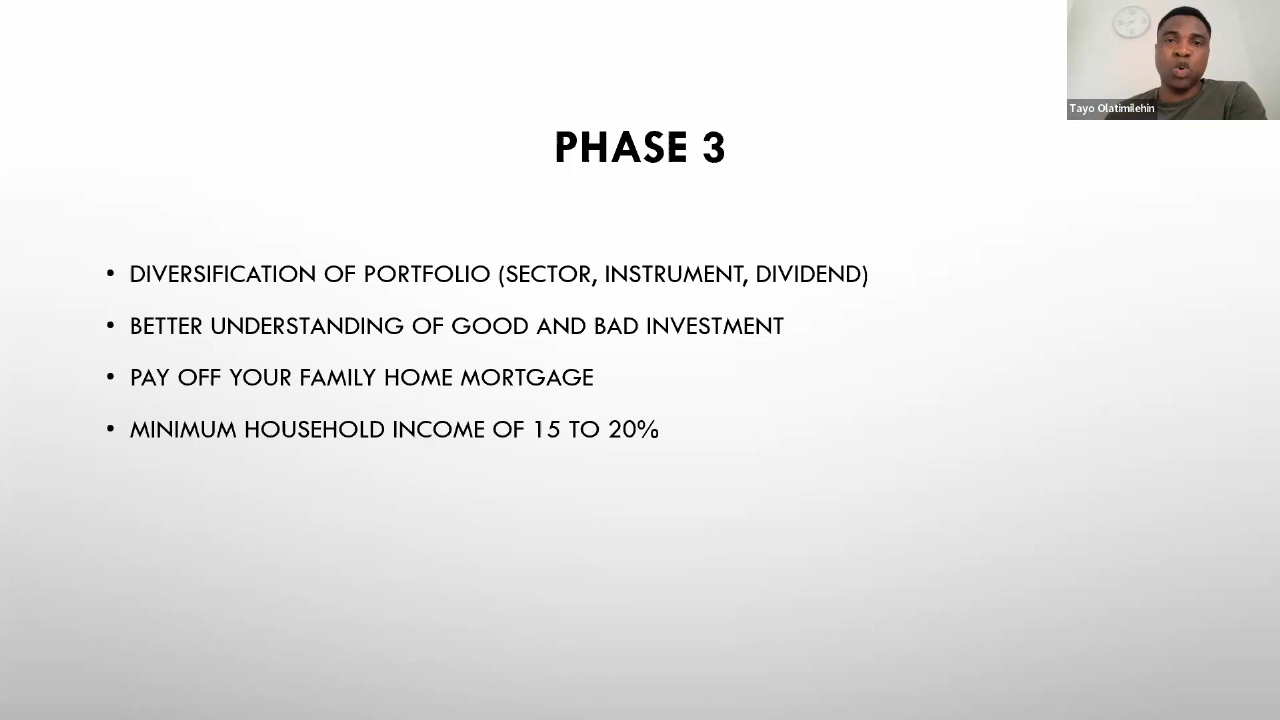 Tayo Olatimilehin
PHASE 3
• DIVERSIFICATION OF PORTFOLIO (SECTOR, INSTRUMENT, DIVIDEND)
• BETTER UNDERSTANDING OF GOOD AND BAD INVESTMENT
• PAY OFF YOUR FAMILY HOME MORTGAGE
• MINIMUM HOUSEHOLD INCOME OF 15 TO 20%